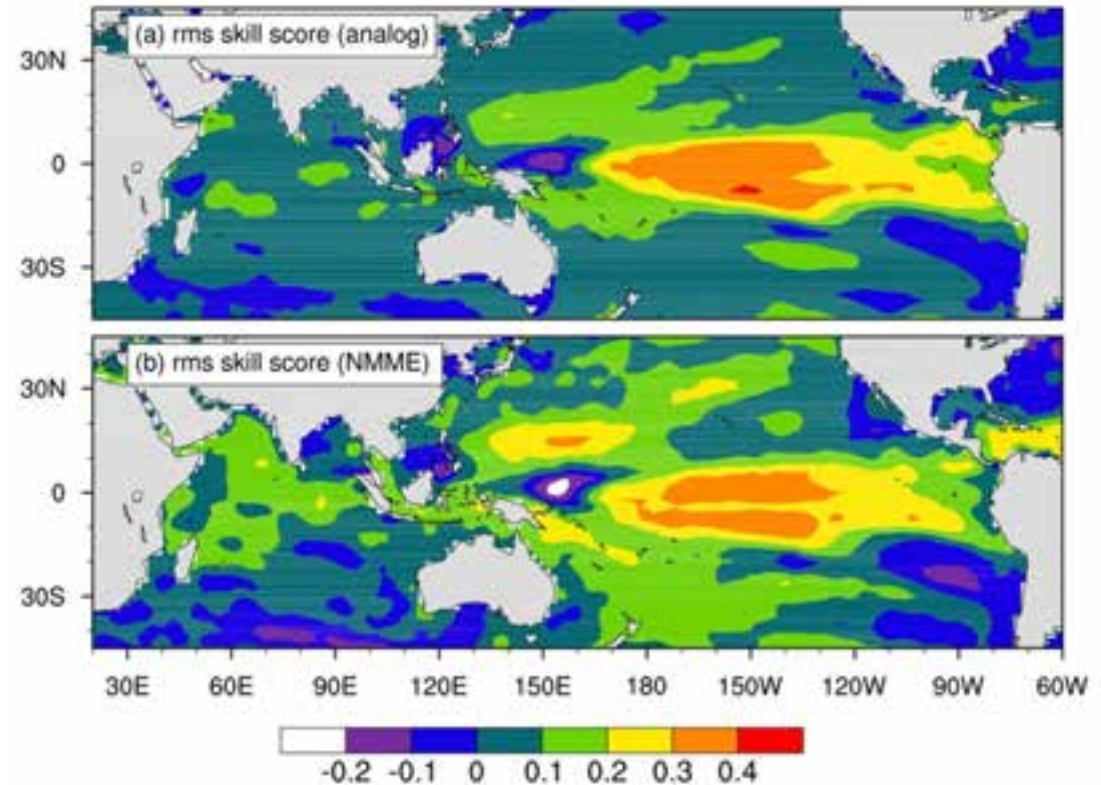 (a) rms skill score (analog)
30N
0
30S
(b) rms skill score (NMME)
30N
0
30S
30E 60E 90E 120E 150E 180 150W 120W 90W 60W
-0.2 -0.1 0 0.1 0.2 0.3 0.4